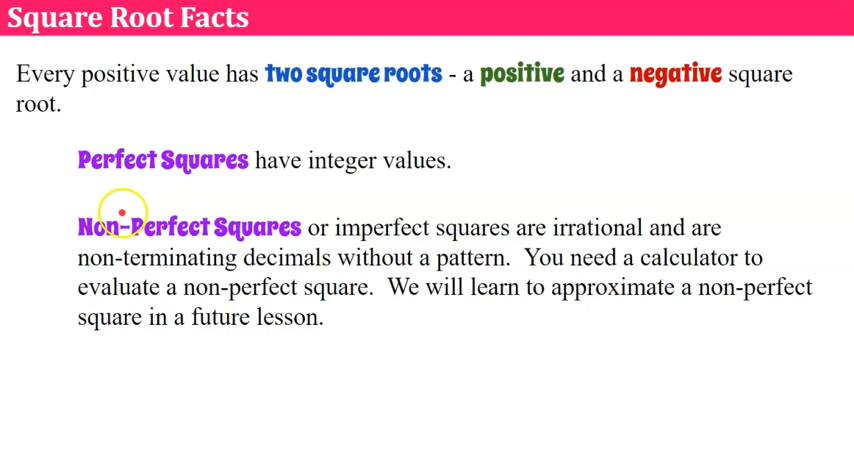 Square Root Facts
Every positive value has two square roots - a positive and a negative square
root.
Perfect Squares have integer values.
Non-Perfect Squares or imperfect squares are irrational and are
non-terminating decimals without a pattern. You need a calculator to
evaluate a non-perfect square. We will learn to approximate a non-perfect
square in a future lesson.